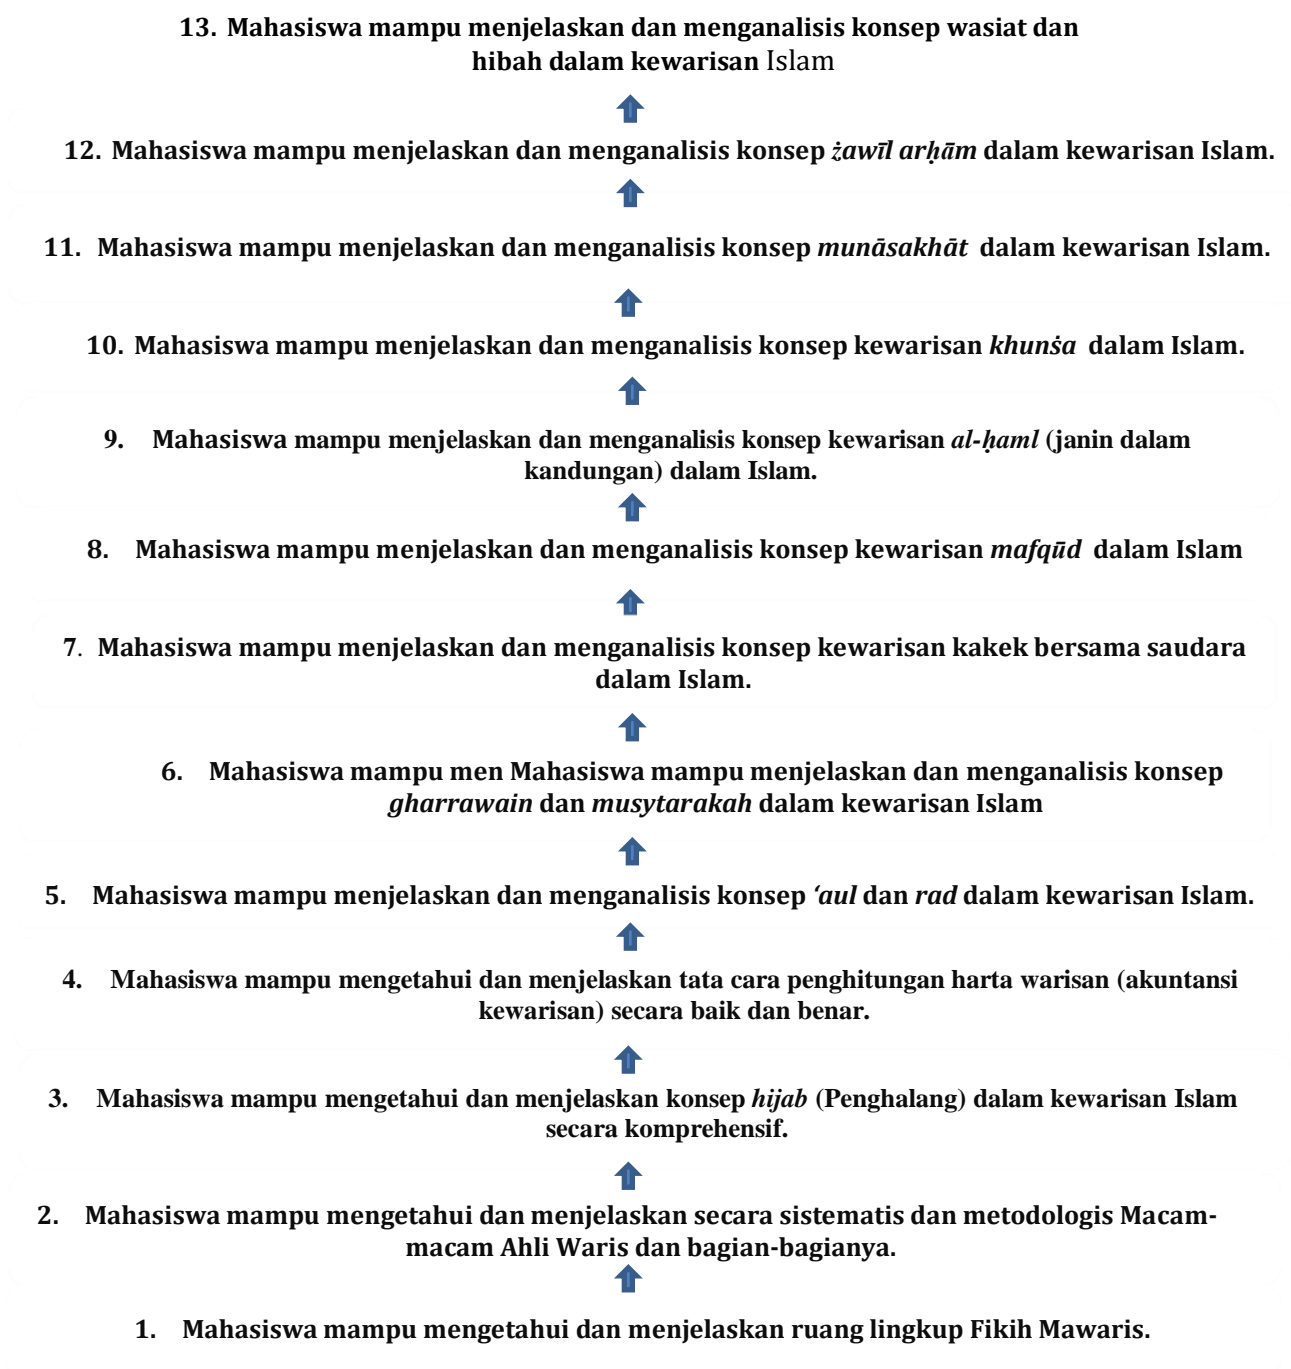 13. Mahasiswa mampu menjelaskan dan menganalisis konsep wasiat dan
hibah dalam kewarisan Islam
12. Mahasiswa mampu menjelaskan dan menganalisis konsep żawīl arḥām dalam kewarisan Islam.
11. Mahasiswa mampu menjelaskan dan menganalisis konsep munāsakhāt dalam kewarisan Islam.
10. Mahasiswa mampu menjelaskan dan menganalisis konsep kewarisan khunṡa dalam Islam.
9. Mahasiswa mampu menjelaskan dan menganalisis konsep kewarisan al-ḥaml (janin dalam
kandungan) dalam Islam.
8. Mahasiswa mampu menjelaskan dan menganalisis konsep kewarisan mafqūd dalam Islam
7. Mahasiswa mampu menjelaskan dan menganalisis konsep kewarisan kakek bersama saudara
dalam Islam.
6. Mahasiswa mampu men Mahasiswa mampu menjelaskan dan menganalisis konsep
gharrawain dan musytarakah dalam kewarisan Islam
5. Mahasiswa mampu menjelaskan dan menganalisis konsep ‘aul dan rad dalam kewarisan Islam.
4. Mahasiswa mampu mengetahui dan menjelaskan tata cara penghitungan harta warisan (akuntansi
kewarisan) secara baik dan benar.
3. Mahasiswa mampu mengetahui dan menjelaskan konsep hijab (Penghalang) dalam kewarisan Islam
secara komprehensif.
2. Mahasiswa mampu mengetahui dan menjelaskan secara sistematis dan metodologis Macam-
macam Ahli Waris dan bagian-bagianya.
1. Mahasiswa mampu mengetahui dan menjelaskan ruang lingkup Fikih Mawaris.